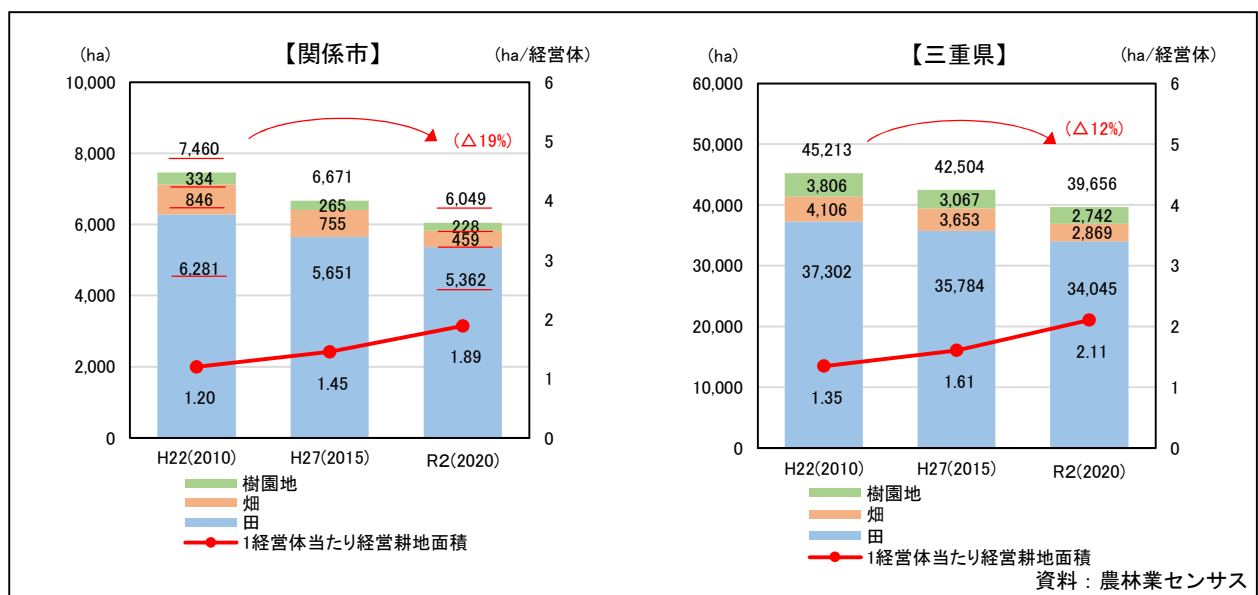 【関係市】
(ha)
(ha/経営体)
10,000
8,000
6,000
4,000
2,000
0
6
5
4
3
2
1
0
(△19%)
7,460
334
846
6,281
1.20
6,671
265
755
5,651
1.45
6,049
228
459
5,362
1.89
H22(2010)
H27(2015)
R2(2020)
樹園地
畑
田
1経営体当たり経営耕地面積
【三重県】
(ha)
(ha/経営体)
60,000
50,000
40,000
30,000
20,000
10,000
0
6
5
4
3
2
1
0
(△12%)
45,213
3,806
4,106
37,302
1.35
42,504
3,067
3,653
35,784
1.61
39,656
2,742
2,869
34,045
2.11
H22(2010)
H27(2015)
R2(2020)
樹園地
畑
田
1経営体当たり経営耕地面積
資料：農林業センサス